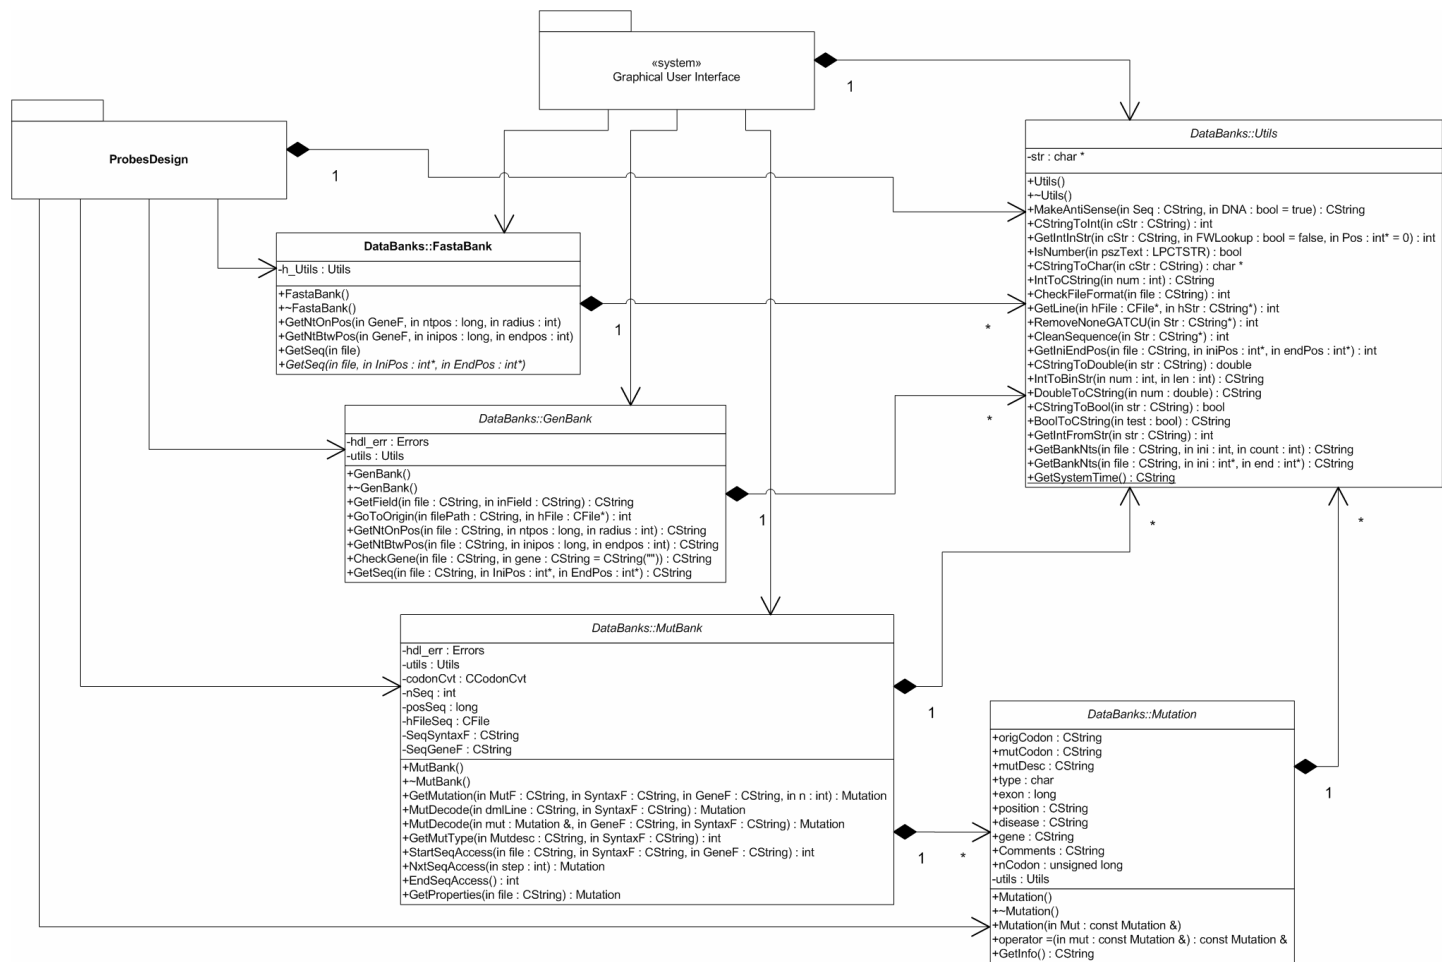 «system»
Graphical User Interface
1
ProbesDesign
1
DataBanks::Utils
-str : char *
+Utils()
+~Utils()
+MakeAntiSense(in Seq : CString, in DNA : bool = true) : CString
+CStringToInt(in cStr : CString) : int
+GetIntInStr(in cStr : CString, in FWLookup : bool = false, in Pos : int* = 0) : int
+IsNumber(in pszText : LPCTSTR) : bool
+CStringToChar(in cStr : CString) : char *
+IntToCString(in num : int) : CString
+CheckFileFormat(in file : CString) : int
+GetLine(in hFile : CFile*, in hStr : CString*) : int
+RemoveNoneGATCU(in Str : CString*) : int
+CleanSequence(in Str : CString*) : int
+GetIniEndPos(in file : CString, in iniPos : int*, in endPos : int*) : int
+CStringToDouble(in str : CString) : double
+IntToBinStr(in num : int, in len : int) : CString
+DoubleToCString(in num : double) : CString
+CStringToBool(in str : CString) : bool
+BoolToCString(in test : bool) : CString
+GetIntFromStr(in str : CString) : int
+GetBankNts(in file : CString, in ini : int, in count : int) : CString
+GetBankNts(in file : CString, in ini : int*, in end : int*) : CString
+GetSystemTime() : CString
DataBanks::FastaBank
-h_Utils : Utils
+FastaBank()
+~FastaBank()
+GetNtOnPos(in GeneF, in ntpos : long, in radius : int)
+GetNtBtwPos(in GeneF, in inipos : long, in endpos : int)
+GetSeq(in file)
+GetSeq(in file, in IniPos : int*, in EndPos : int*)
1
*
DataBanks::GenBank
-hdl_err : Errors
-utils : Utils
+GenBank()
+~GenBank()
+GetField(in file : CString, in inField : CString) : CString
+GoToOrigin(in filePath : CString, in hFile : CFile*) : int
+GetNtOnPos(in file : CString, in ntpos : long, in radius : int) : CString
+GetNtBtwPos(in file : CString, in inipos : long, in endpos : int) : CString
+CheckGene(in file : CString, in gene : CString = CString("")) : CString
+GetSeq(in file : CString, in IniPos : int*, in EndPos : int*) : CString
1
*
DataBanks::MutBank
-hdl_err : Errors
-utils : Utils
-codonCvt : CCodonCvt
-nSeq : int
-posSeq : long
-hFileSeq : CFile
-SeqSyntaxF : CString
-SeqGeneF : CString
+MutBank()
+~MutBank()
+GetMutation(in MutF : CString, in SyntaxF : CString, in GeneF : CString, in n : int) : Mutation
+MutDecode(in dmlLine : CString, in SyntaxF : CString) : Mutation
+MutDecode(in mut : Mutation &, in GeneF : CString, in SyntaxF : CString) : Mutation
+GetMutType(in Mutdesc : CString, in SyntaxF : CString) : int
+StartSeqAccess(in file : CString, in SyntaxF : CString, in GeneF : CString) : int
+NxtSeqAccess(in step : int) : Mutation
+EndSeqAccess() : int
+GetProperties(in file : CString) : Mutation
1
*
1
*
DataBanks::Mutation
+origCodon : CString
+mutCodon : CString
+mutDesc : CString
+type : char
+exon : long
+position : CString
+disease : CString
+gene : CString
+Comments : CString
+nCodon : unsigned long
-utils : Utils
+Mutation()
+~Mutation()
+Mutation(in Mut : const Mutation &)
+operator =(in mut : const Mutation &) : const Mutation &
+GetInfo() : CString
1
*